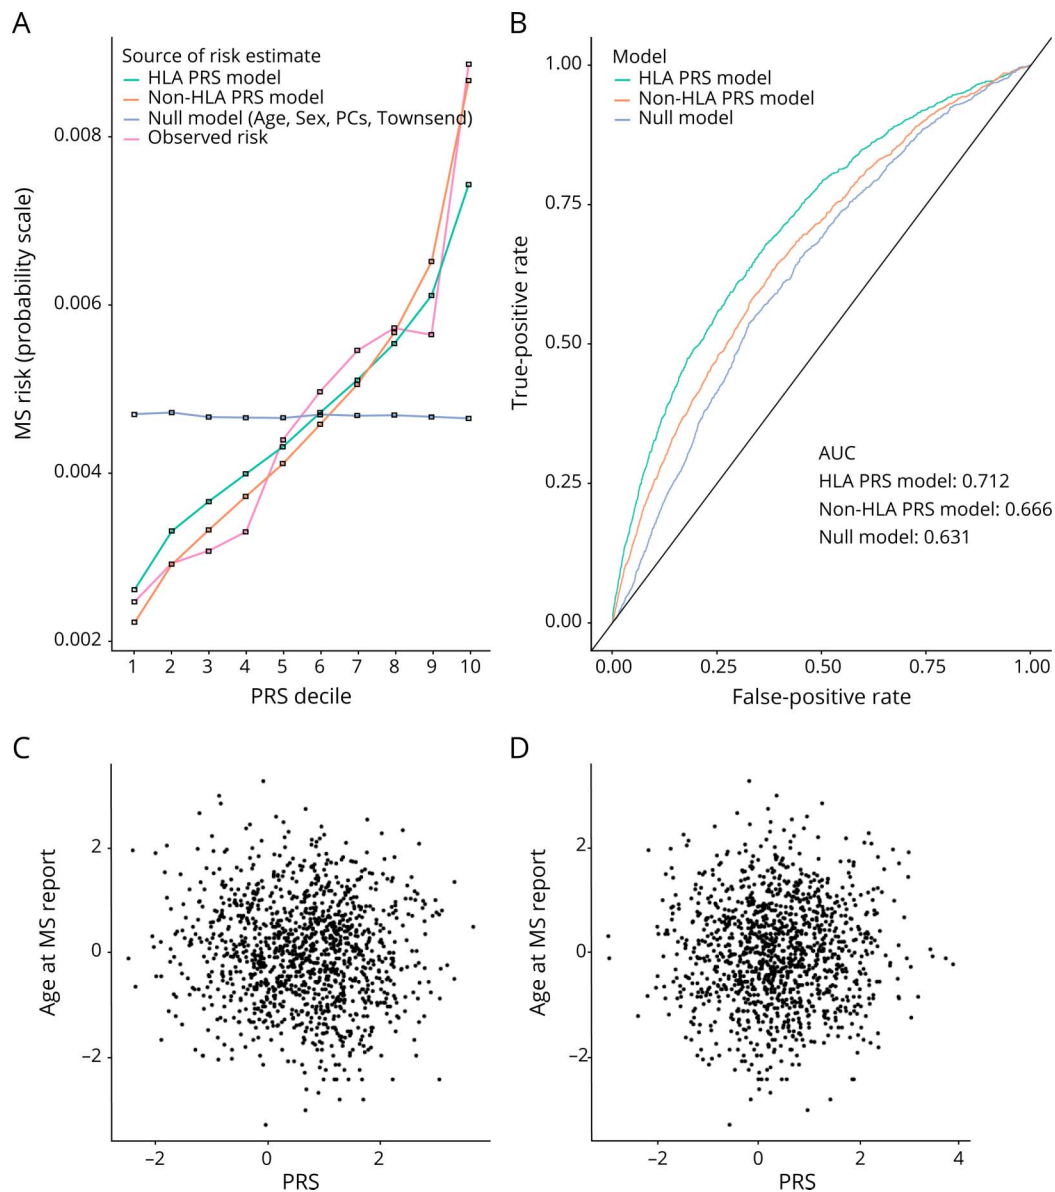 A
Source of risk estimate
HLA PRS model
Non-HLA PRS model
Null model (Age, Sex, PCs, Townsend)
Observed risk
MS risk (probability scale)
0.008
0.006
0.004
0.002
1 2 3 4 5 6 7 8 9 10
PRS decile
B
Model
HLA PRS model
Non-HLA PRS model
Null model
True-positive rate
1.00
0.75
0.50
0.25
0.00
AUC
HLA PRS model: 0.712
Non-HLA PRS model: 0.666
Null model: 0.631
0.00 0.25 0.50 0.75 1.00
False-positive rate
C
Age at MS report
2
0
−2
−2 0 2
PRS
D
Age at MS report
2
0
−2
−2 0 2 4
PRS